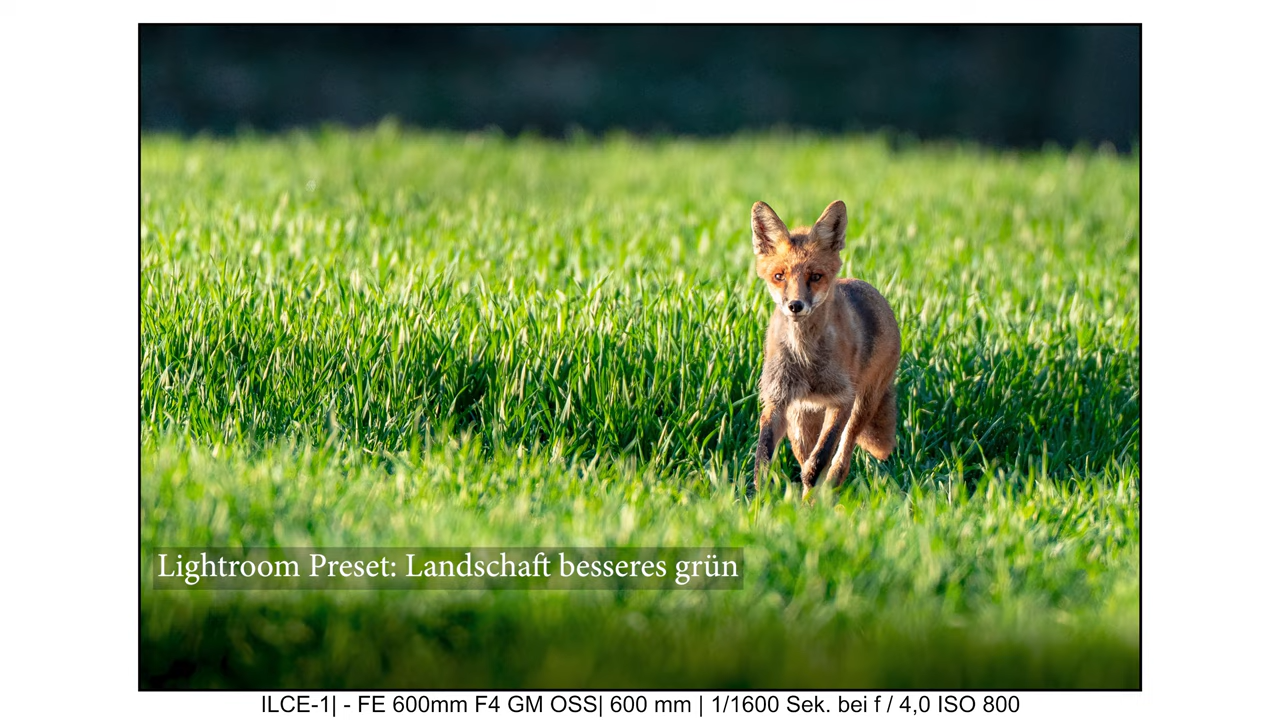 Lightroom Preset: Landschaft besseres grün
ILCE-1| - FE 600mm F4 GM OSS| 600 mm | 1/1600 Sek. bei f / 4,0 ISO 800